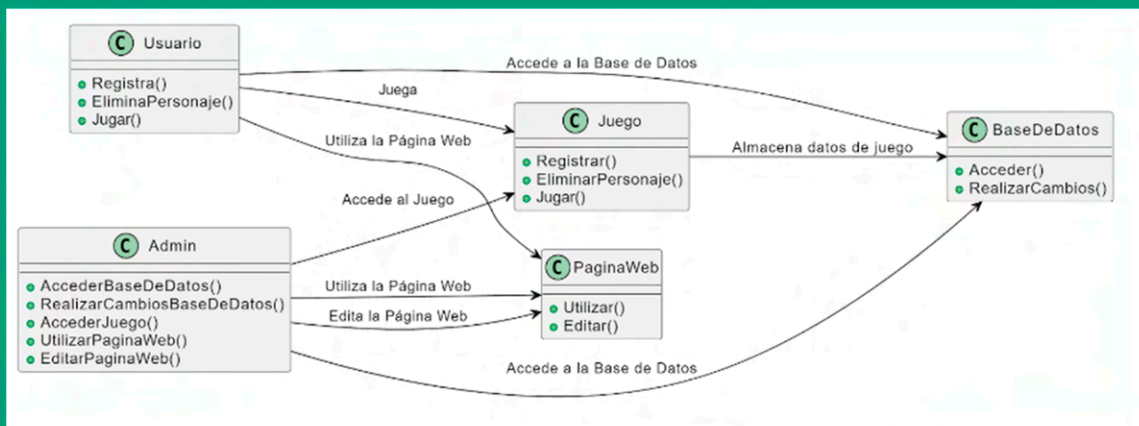 C Usuario
Registra()
EliminaPersonaje()
Jugar()
Accede a la Base de Datos
Juega
Utiliza la Página Web
C Juego
Registrar()
EliminarPersonaje()
Jugar()
Almacena datos de juego
C BaseDeDatos
Acceder()
RealizarCambios()
Accede al Juego
C Admin
AccederBaseDeDatos()
RealizarCambiosBaseDeDatos()
AccederJuego()
UtilizarPaginaWeb()
EditarPaginaWeb()
Utiliza la Página Web
Edita la Página Web
C PaginaWeb
Utilizar()
Editar()
Accede a la Base de Datos